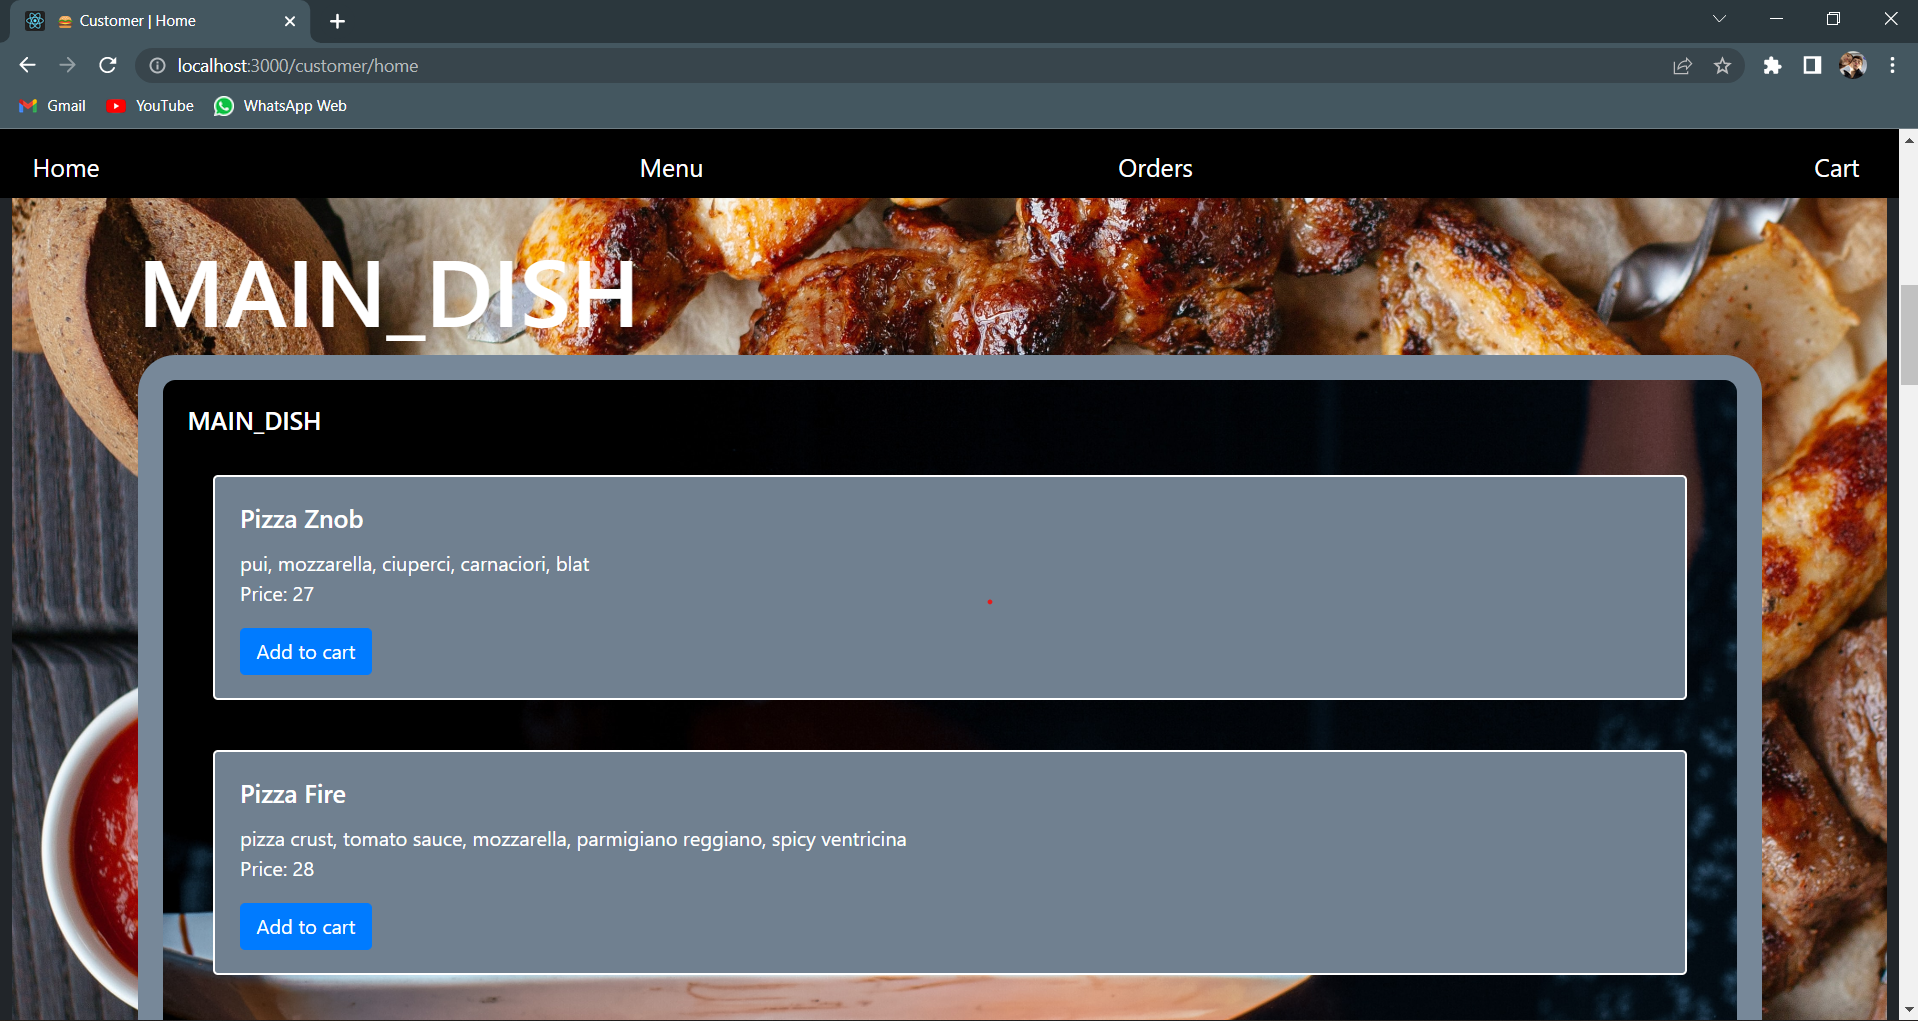 Customer | Home
localhost:3000/customer/home
Gmail YouTube WhatsApp Web
Home Menu Orders Cart
MAIN_DISH
MAIN_DISH
Pizza Znob
pui, mozzarella, ciuperci, carnaciori, blat
Price: 27
Add to cart
Pizza Fire
pizza crust, tomato sauce, mozzarella, parmigiano reggiano, spicy ventricina
Price: 28
Add to cart